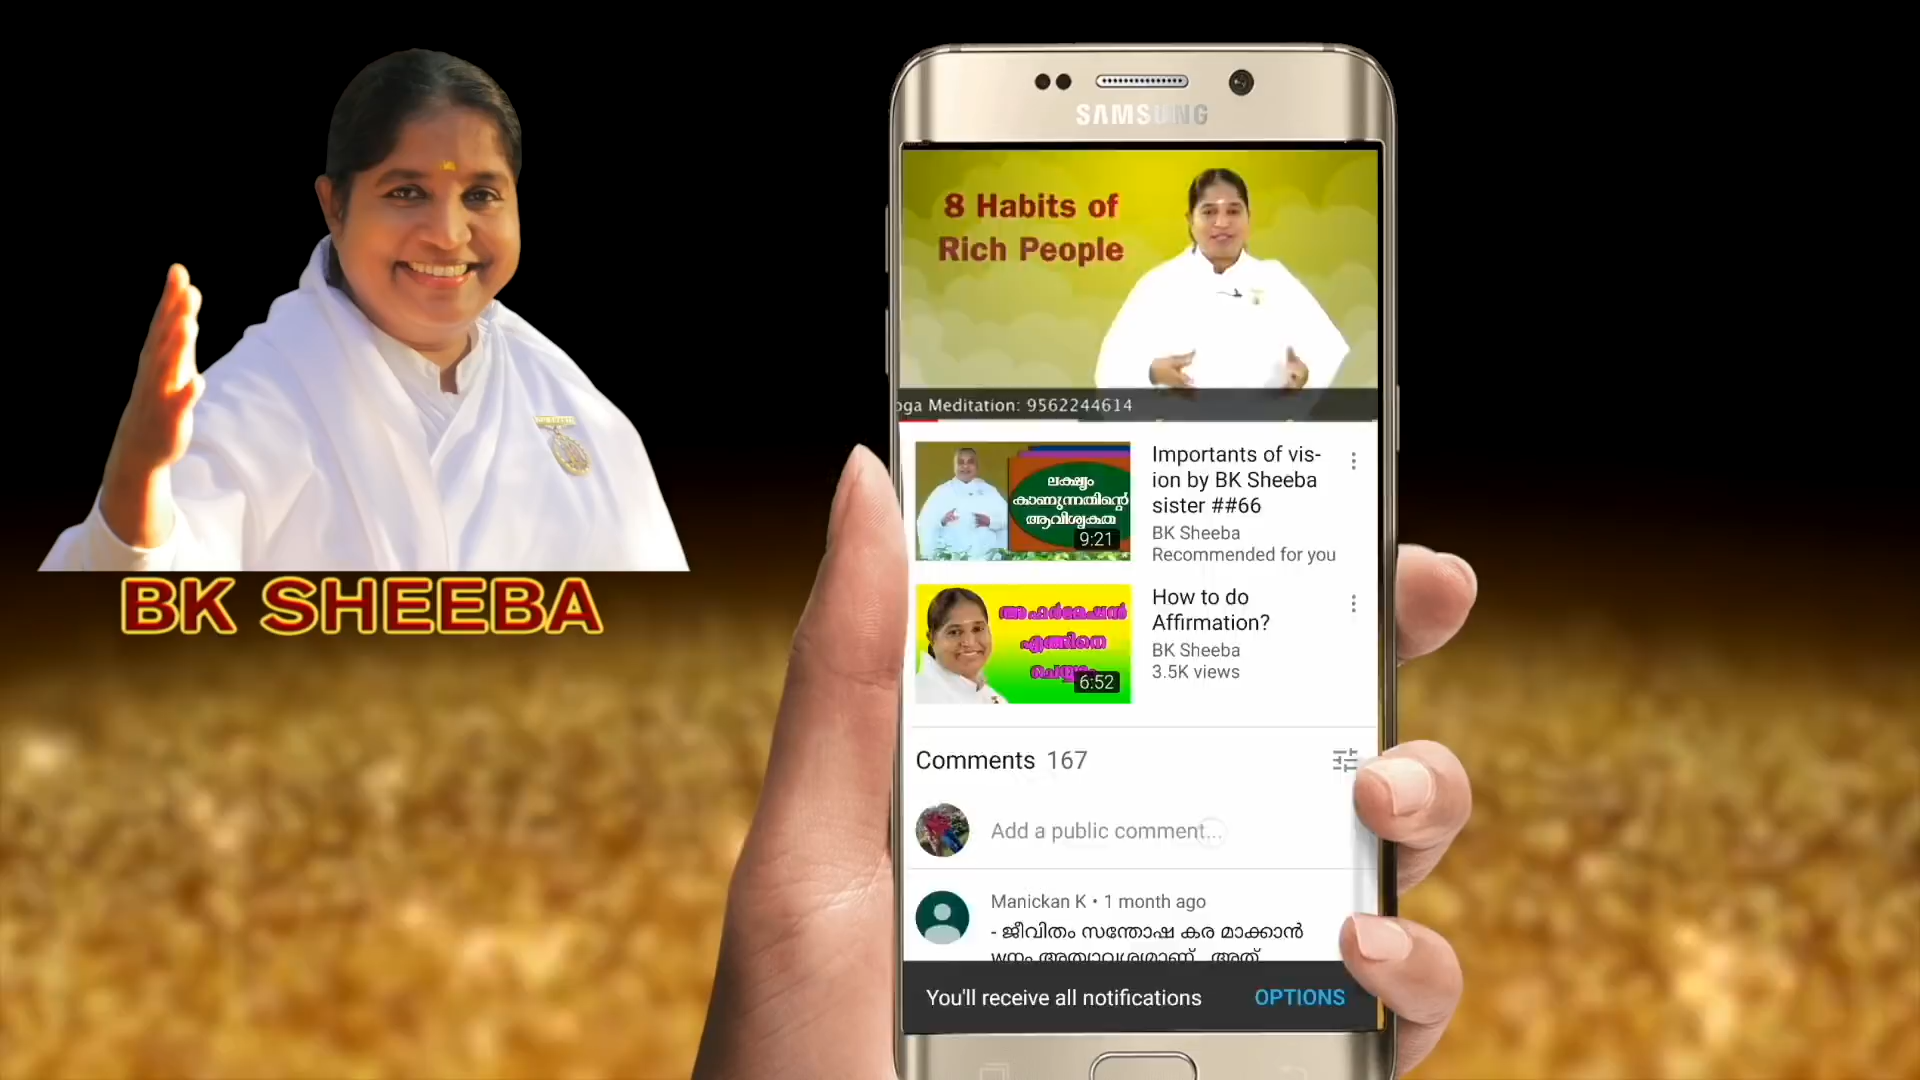 BK SHEEBA
SAMSUNG
8 Habits of
Rich People
oga Meditation: 9562244614
ലക്ഷ്യം
കാണുന്നതിന്റെ
ആവിശ്യകത
9:21
Importants of vis-
ion by BK Sheeba
sister ##66
BK Sheeba
Recommended for you
അഫർമേഷൻ
എങ്ങിനെ
6:52
How to do
Affirmation?
BK Sheeba
3.5K views
Comments 167
Add a public comment...
Manickan K • 1 month ago
- ജീവിതം സന്തോഷ കര മാക്കാൻ
You'll receive all notifications OPTIONS